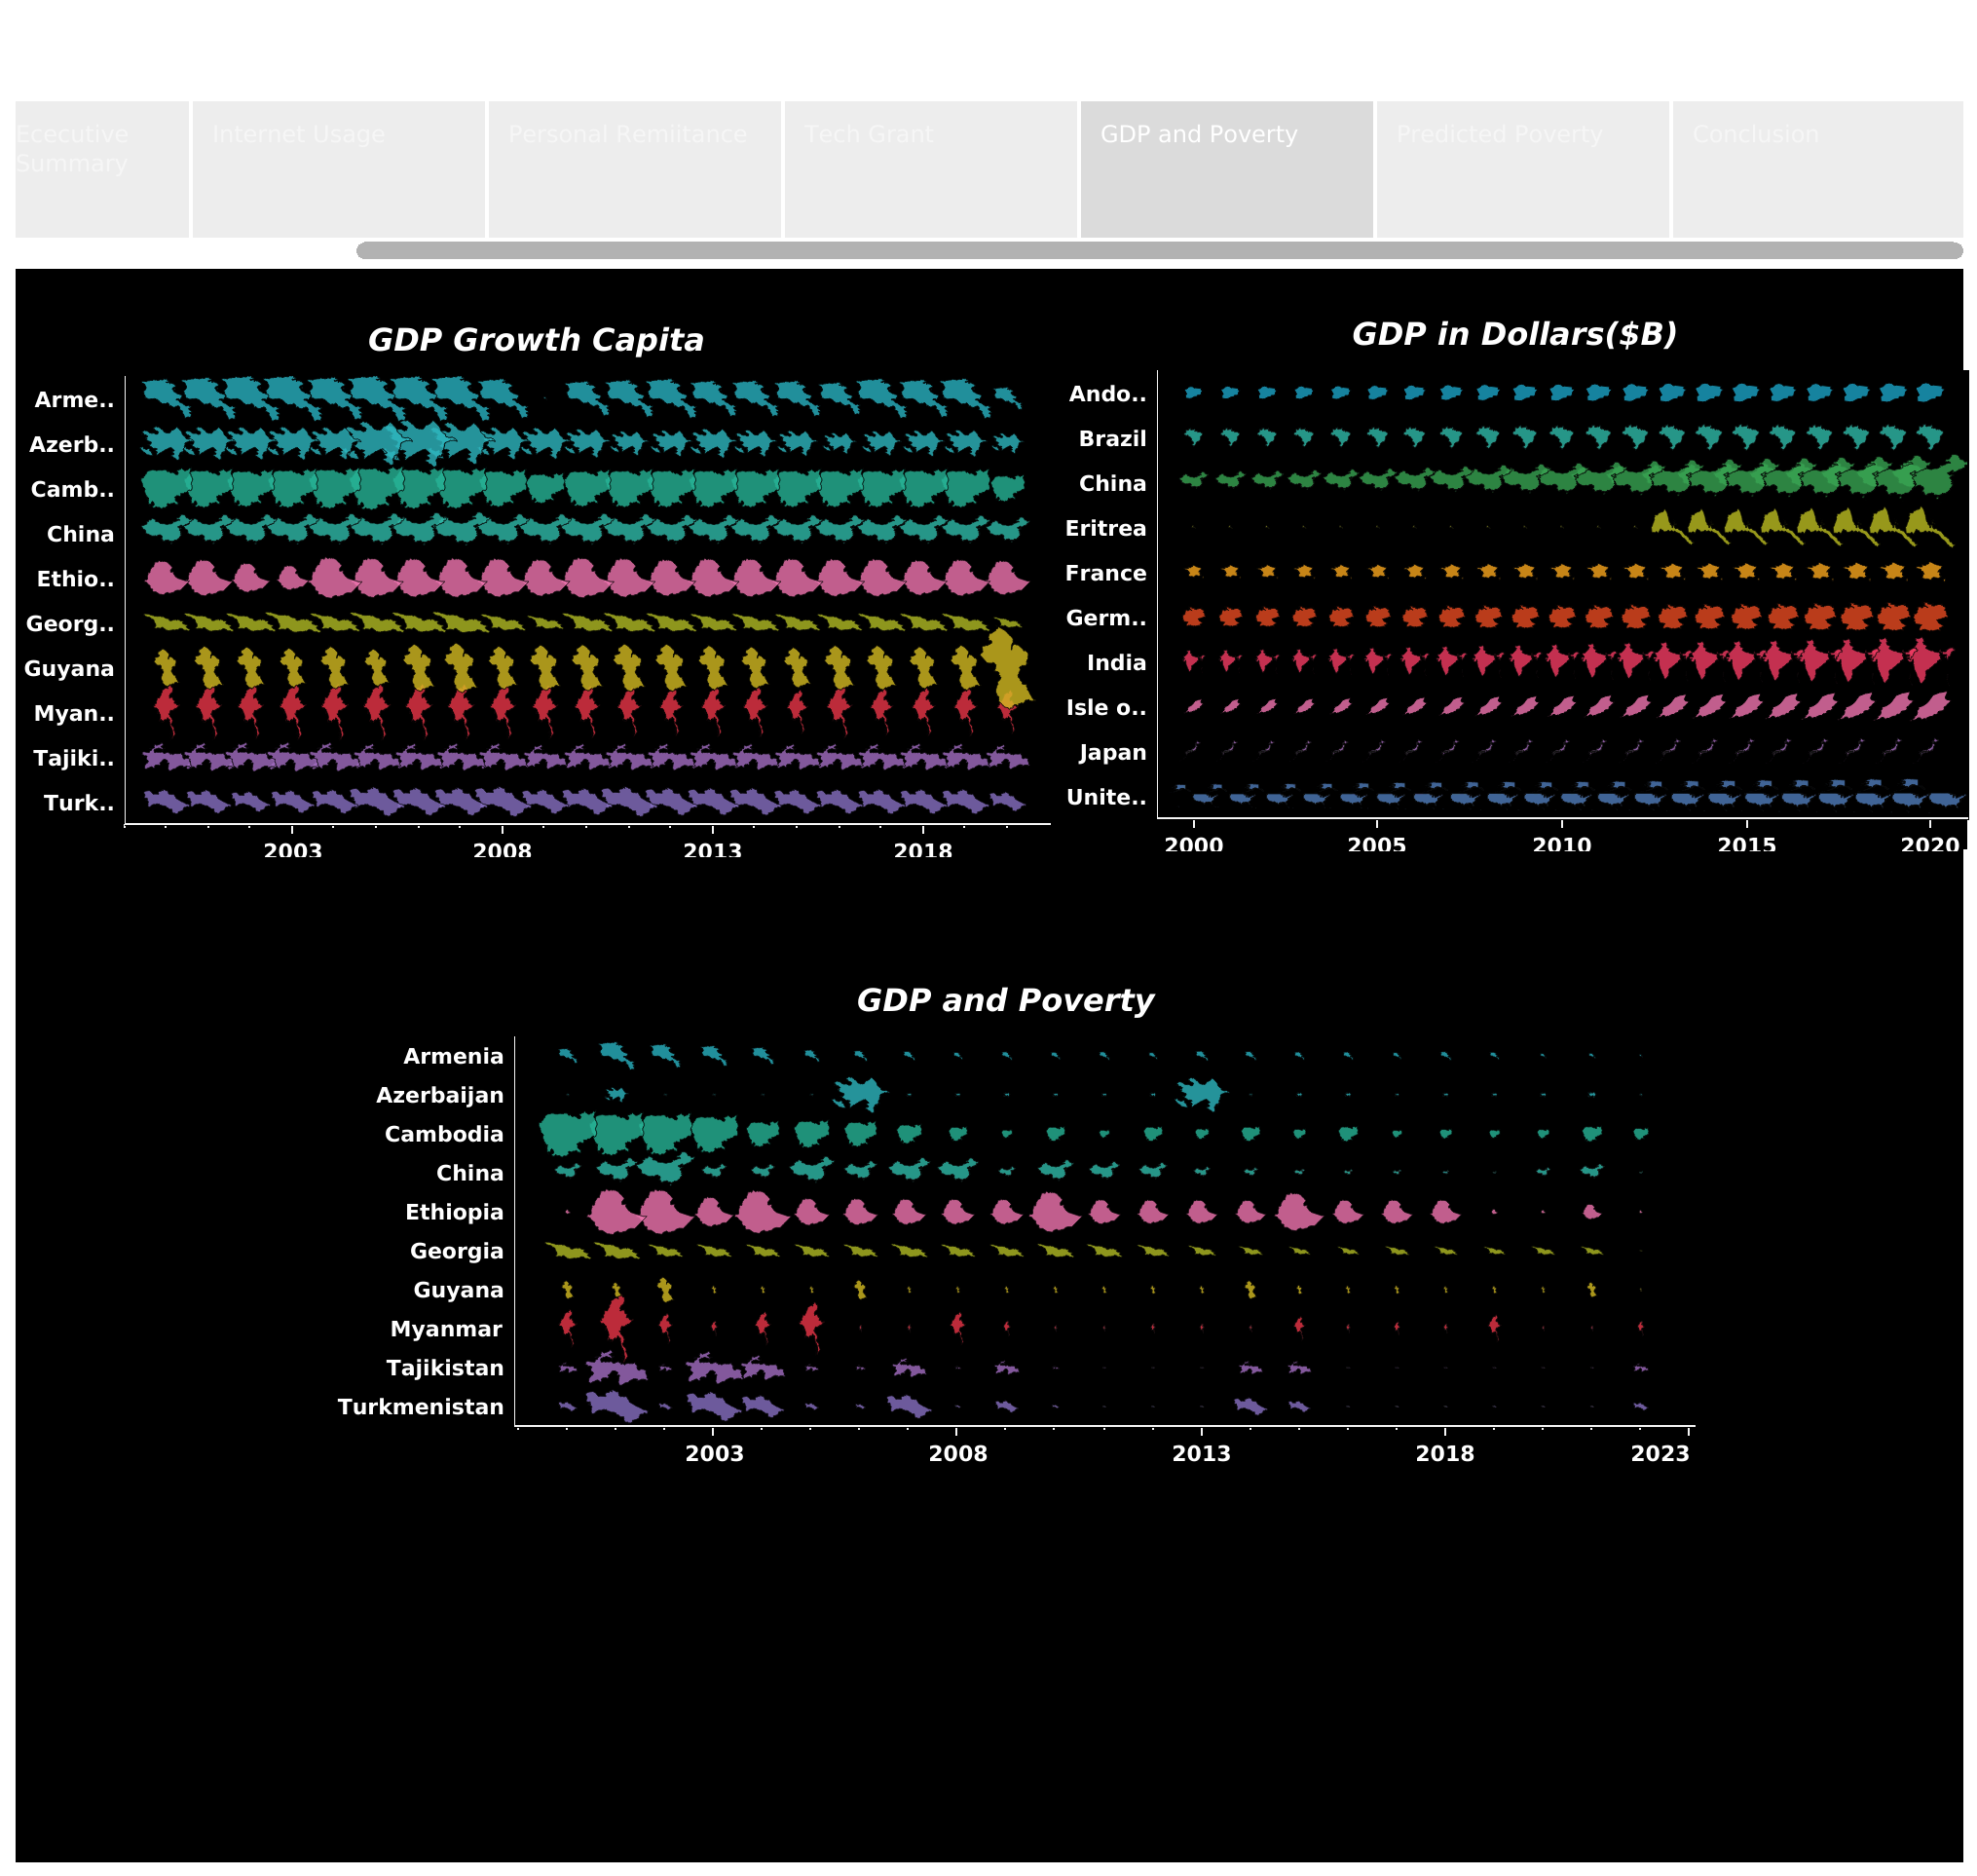 Ececutive
Summary
Internet Usage
Personal Remiitance
Tech Grant
GDP and Poverty
Predicted Poverty
Conclusion
GDP Growth Capita
Arme..
Azerb..
Camb..
China
Ethio..
Georg..
Guyana
Myan..
Tajiki..
Turk..
2003 2008 2013 2018
GDP in Dollars($B)
Ando..
Brazil
China
Eritrea
France
Germ..
India
Isle o..
Japan
Unite..
2000 2005 2010 2015 2020
GDP and Poverty
Armenia
Azerbaijan
Cambodia
China
Ethiopia
Georgia
Guyana
Myanmar
Tajikistan
Turkmenistan
2003 2008 2013 2018 2023